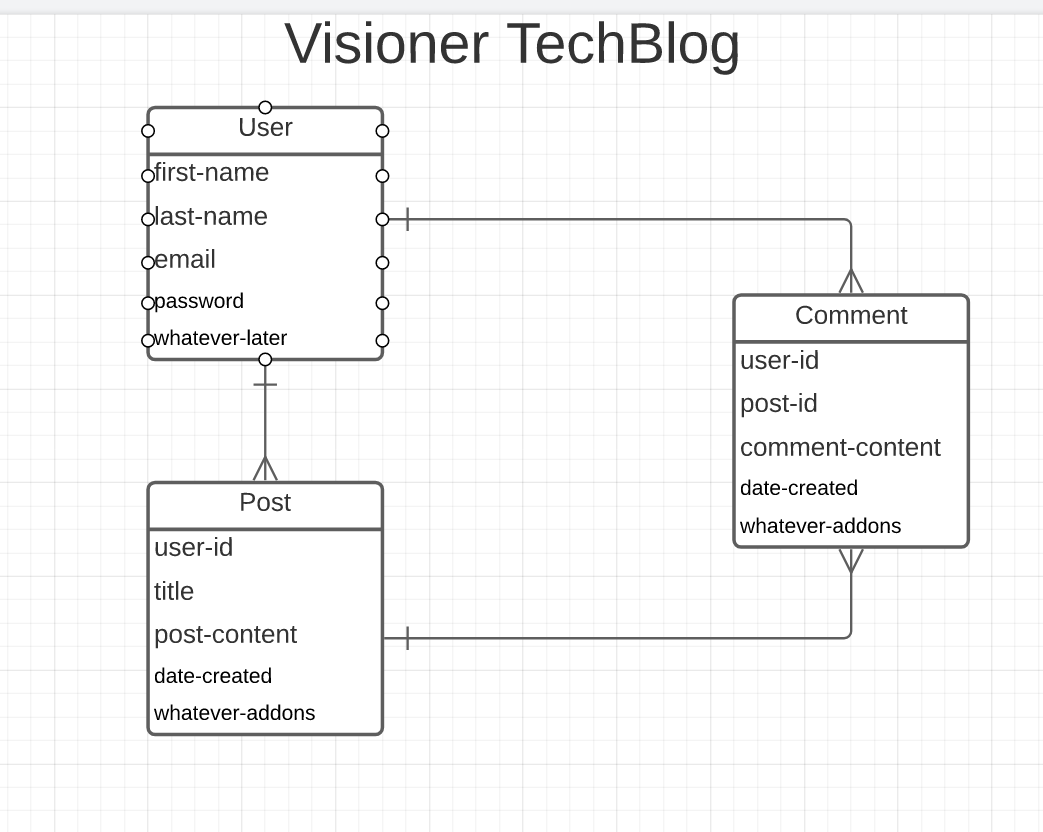 Visioner TechBlog
User
first-name
last-name
email
password
whatever-later
Comment
user-id
post-id
comment-content
date-created
whatever-addons
Post
user-id
title
post-content
date-created
whatever-addons